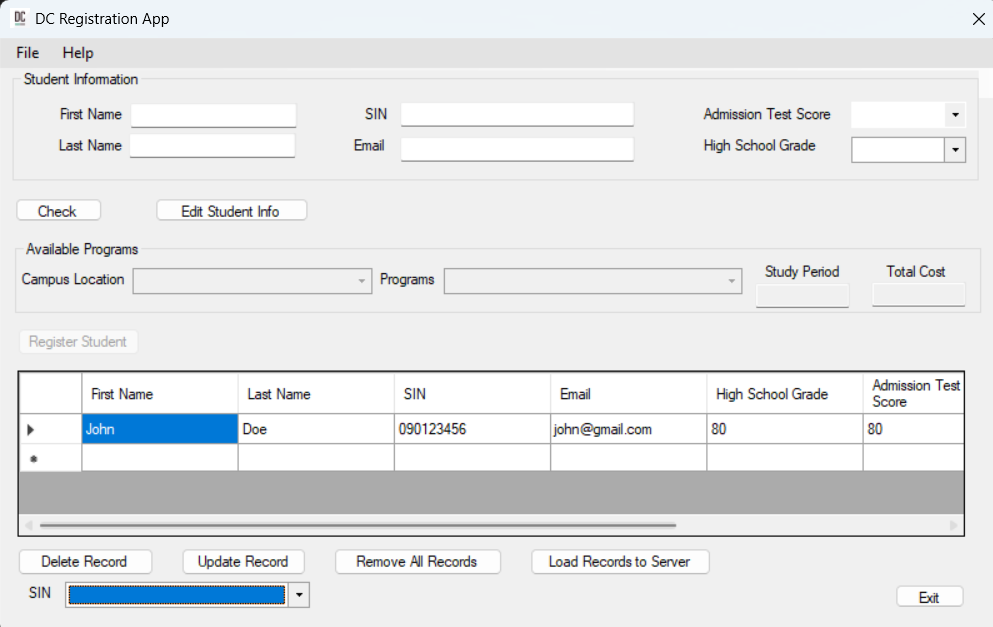 DC DC Registration App
File Help
Student Information
First Name SIN Admission Test Score
Last Name Email High School Grade
Check Edit Student Info
Available Programs
Campus Location Programs Study Period Total Cost
Register Student
First Name Last Name SIN Email High School Grade Admission Test Score
John Doe 090123456 john@gmail.com 80 80
Delete Record Update Record Remove All Records Load Records to Server
SIN
Exit